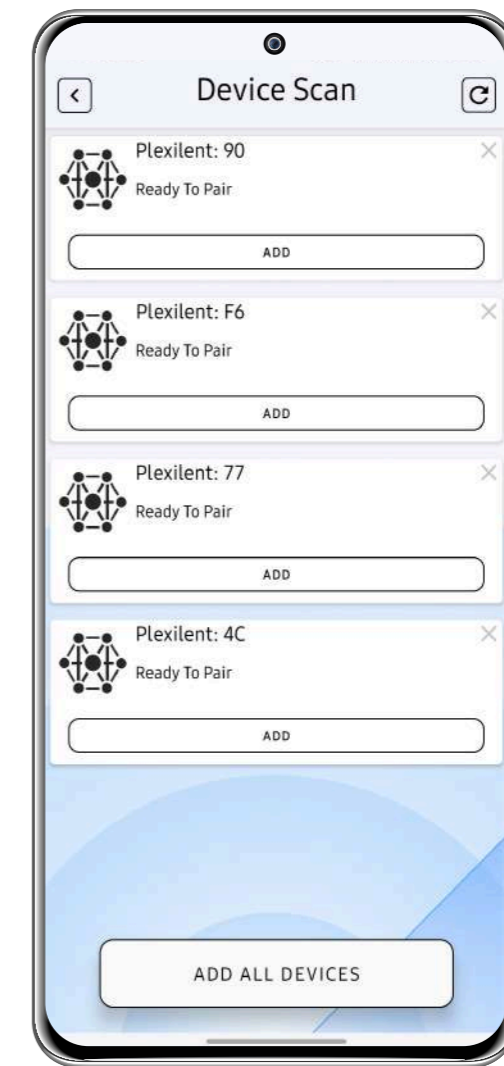 Device Scan
Plexilent: 90
Ready To Pair
ADD
Plexilent: F6
Ready To Pair
ADD
Plexilent: 77
Ready To Pair
ADD
Plexilent: 4C
Ready To Pair
ADD
ADD ALL DEVICES